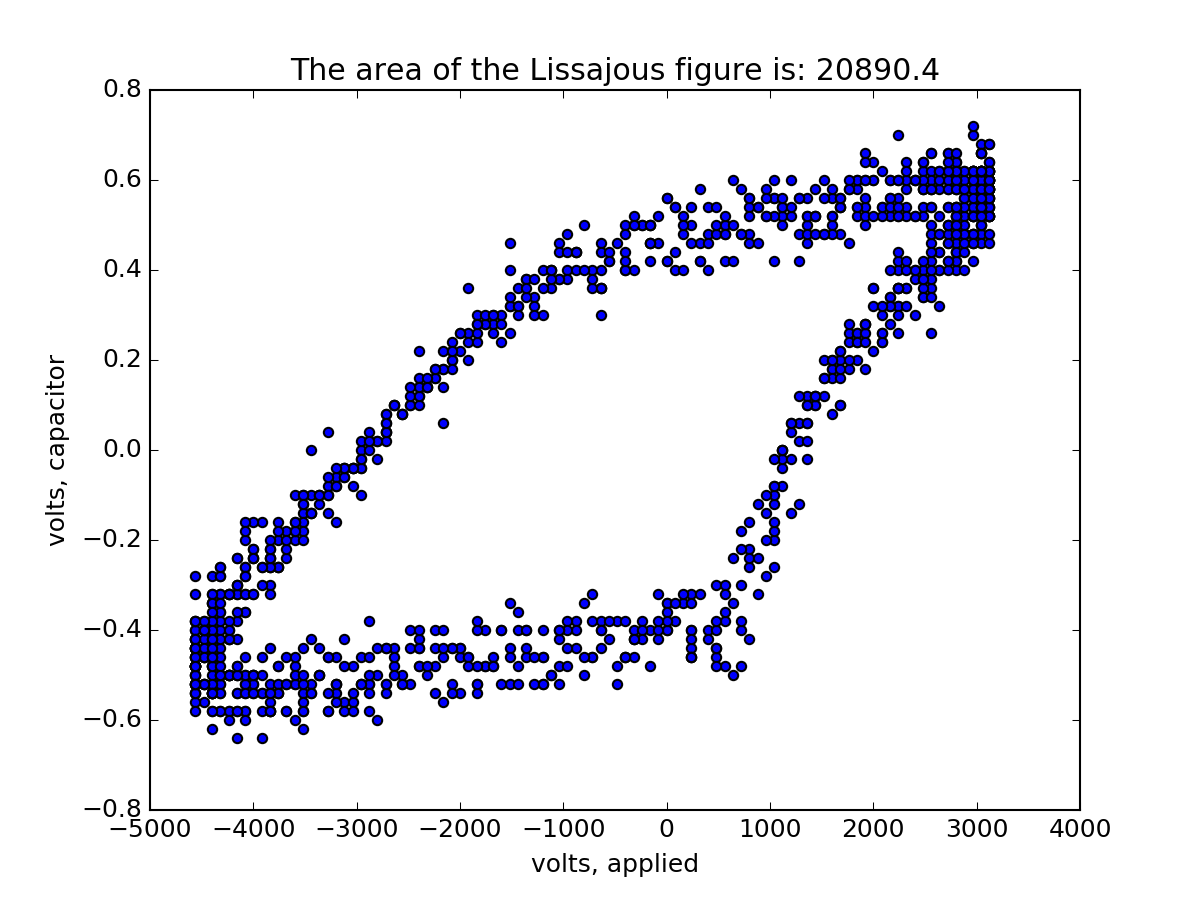 The area of the Lissajous figure is: 20890.4
0.8
0.6
0.4
0.2
0.0
−0.2
−0.4
−0.6
−0.8
volts, capacitor
−5000 −4000 −3000 −2000 −1000 0 1000 2000 3000 4000
volts, applied